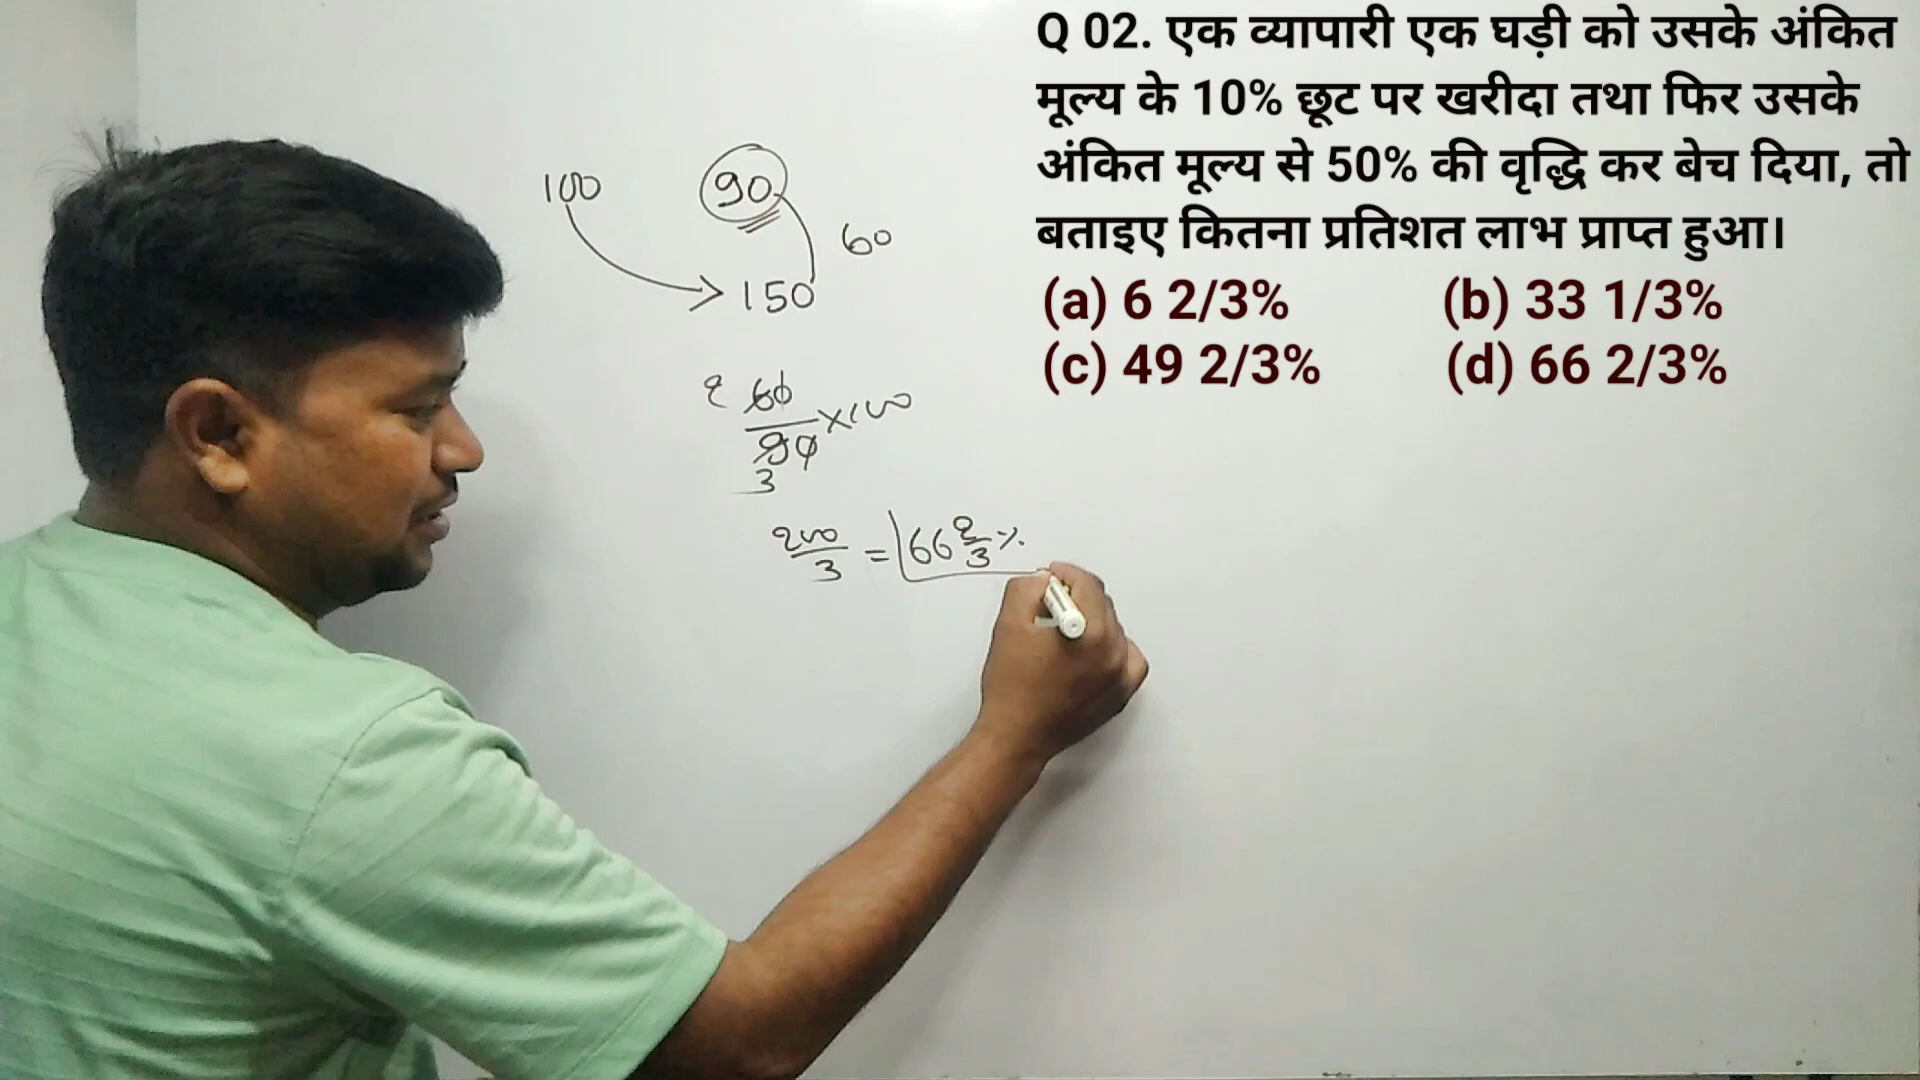 Q 02. एक व्यापारी एक घड़ी को उसके अंकित
मूल्य के 10% छूट पर खरीदा तथा फिर उसके
अंकित मूल्य से 50% की वृद्धि कर बेच दिया, तो
बताइए कितना प्रतिशत लाभ प्राप्त हुआ।
(a) 6 2/3% (b) 33 1/3%
(c) 49 2/3% (d) 66 2/3%
100 90
60
150
2 60/90 × 100
3
200/3 = 66 2/3 %